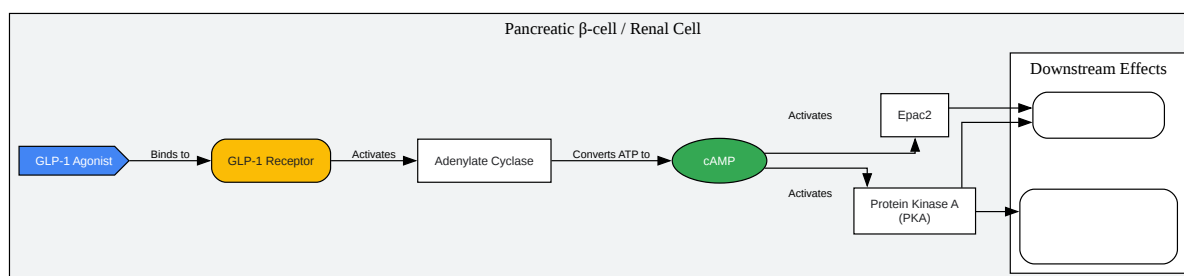 Pancreatic β-cell / Renal Cell
Downstream Effects
GLP-1 Agonist
Binds to
GLP-1 Receptor
Activates
Adenylate Cyclase
Converts ATP to
cAMP
Activates
Epac2
Activates
Protein Kinase A
(PKA)